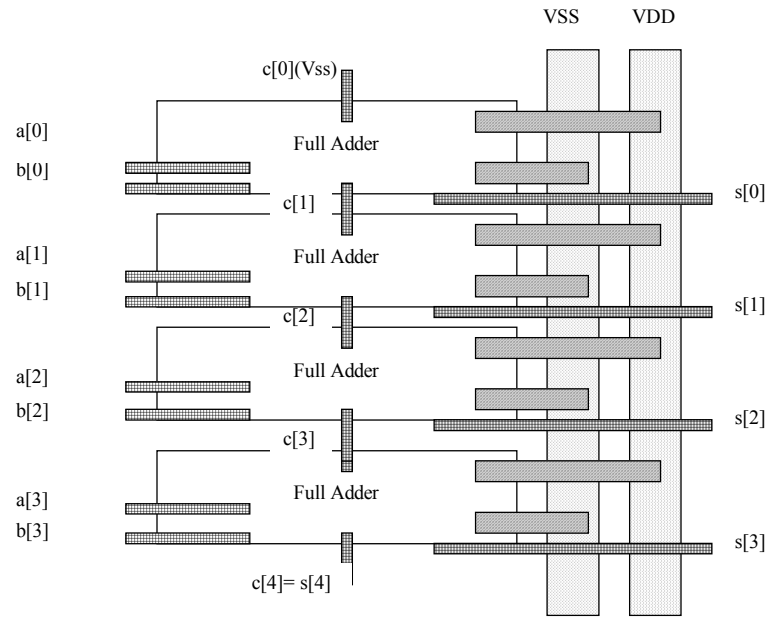 VSS VDD
c[0](Vss)
a[0]
Full Adder
b[0]
s[0]
c[1]
a[1]
Full Adder
b[1]
s[1]
c[2]
a[2]
Full Adder
b[2]
s[2]
c[3]
a[3]
Full Adder
b[3]
s[3]
c[4]= s[4]